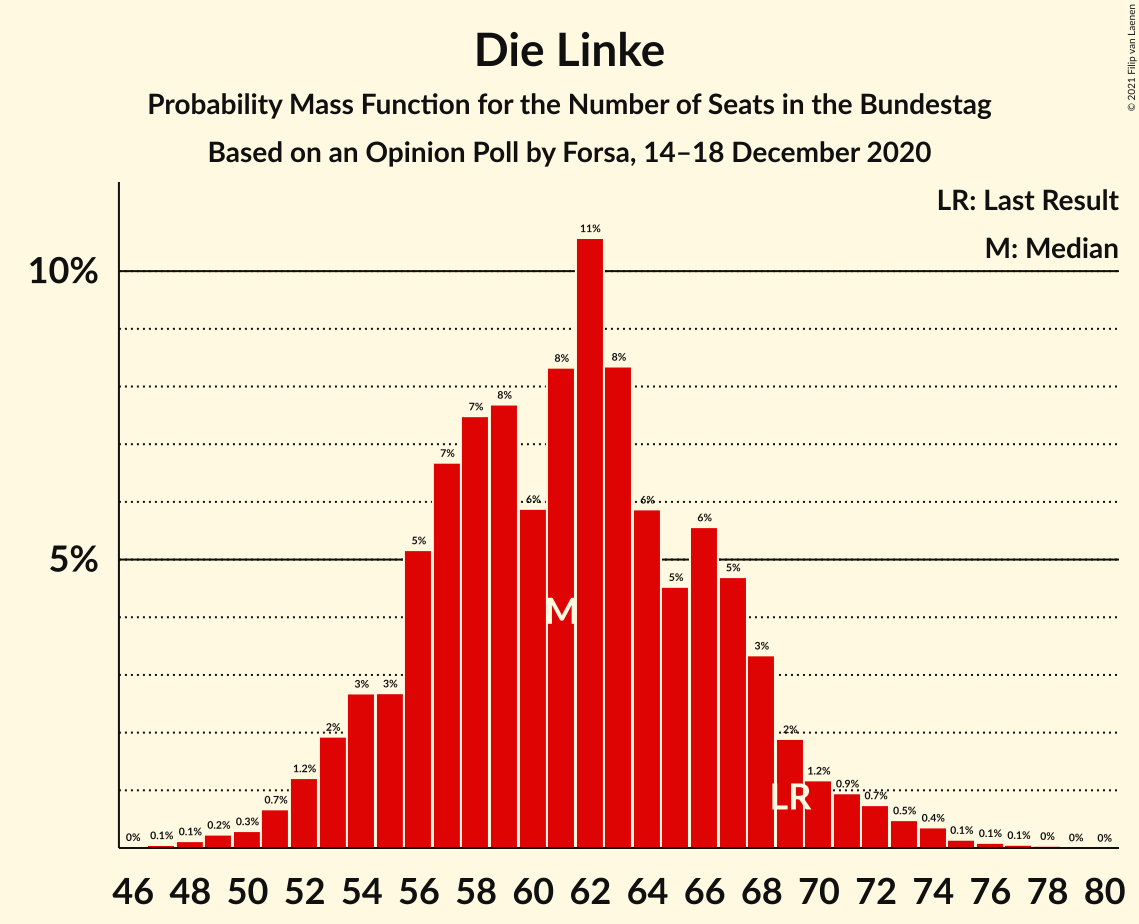 Die Linke
Probability Mass Function for the Number of Seats in the Bundestag
Based on an Opinion Poll by Forsa, 14–18 December 2020
© 2021 Filip van Laenen
LR: Last Result
M: Median
10%
5%
0% 0.1% 0.1% 0.2% 0.3% 0.7% 1.2% 2% 3% 3% 5% 7% 7% 8% 6% 8% 11% 8% 6% 5% 6% 5% 3% 2% 1.2% 0.9% 0.7% 0.5% 0.4% 0.1% 0.1% 0.1% 0% 0% 0%
M
LR
46 48 50 52 54 56 58 60 62 64 66 68 70 72 74 76 78 80